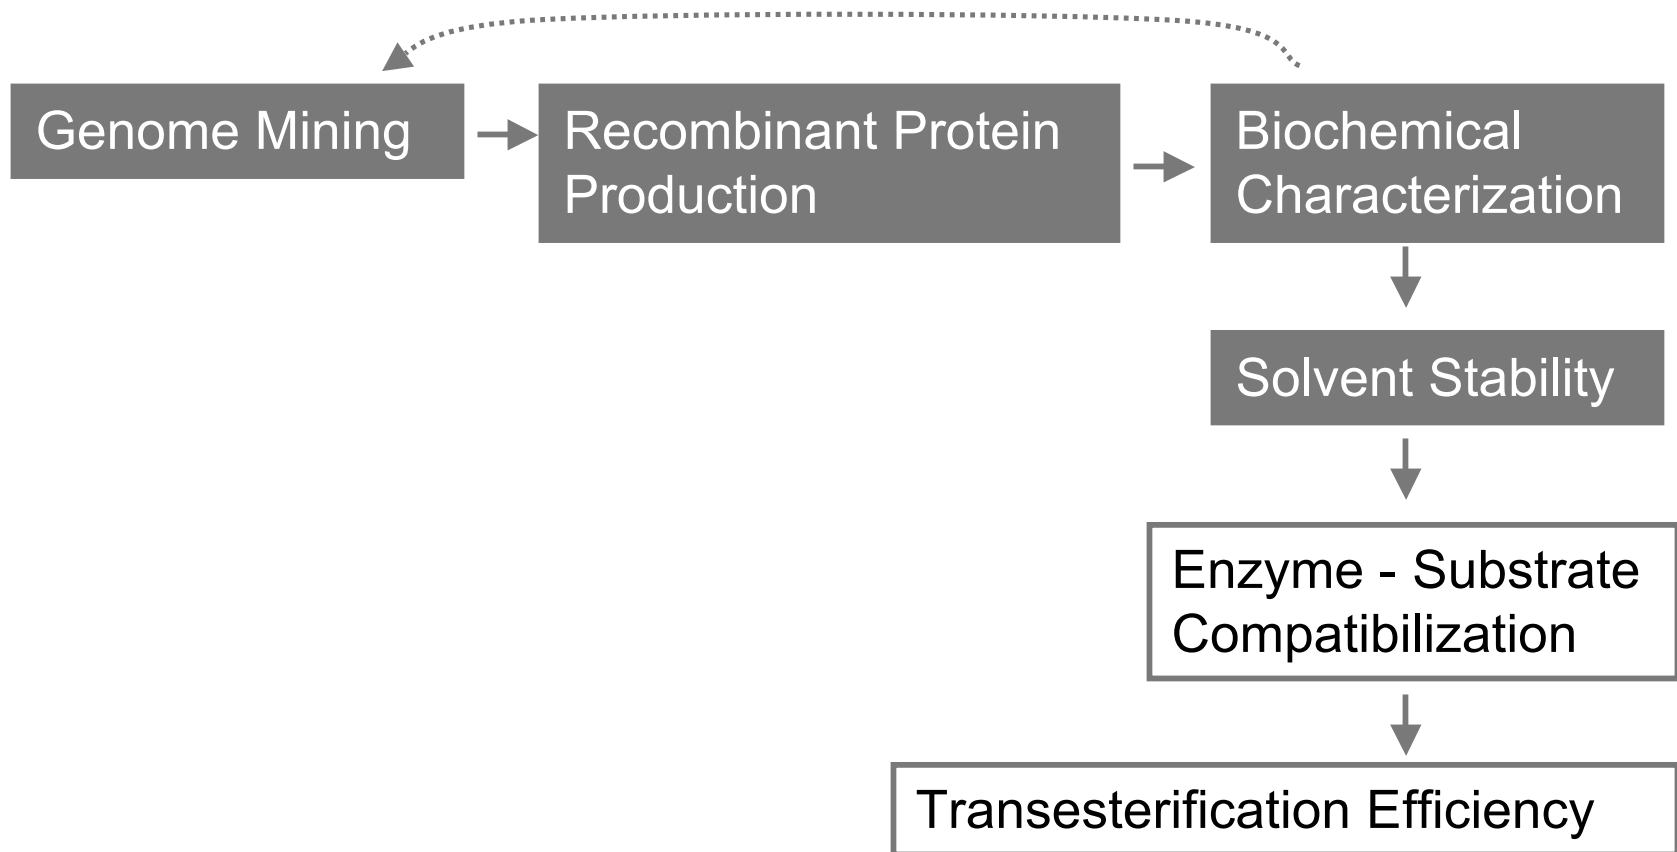 Genome Mining
Recombinant Protein
Production
Biochemical
Characterization
Solvent Stability
Enzyme - Substrate
Compatibilization
Transesterification Efficiency